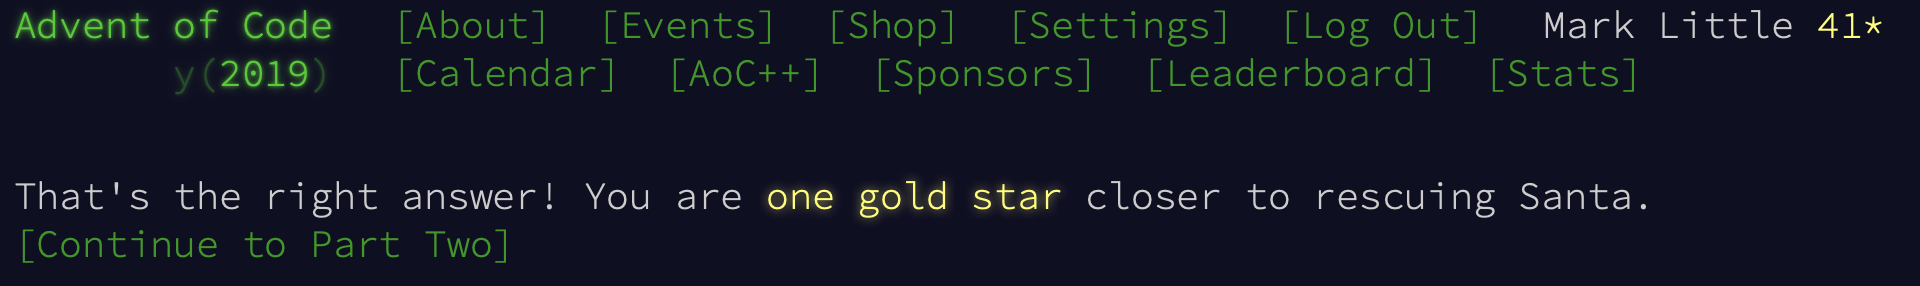 Advent of Code [About] [Events] [Shop] [Settings] [Log Out] Mark Little 41*
y(2019) [Calendar] [AoC++] [Sponsors] [Leaderboard] [Stats]
That's the right answer! You are one gold star closer to rescuing Santa.
[Continue to Part Two]